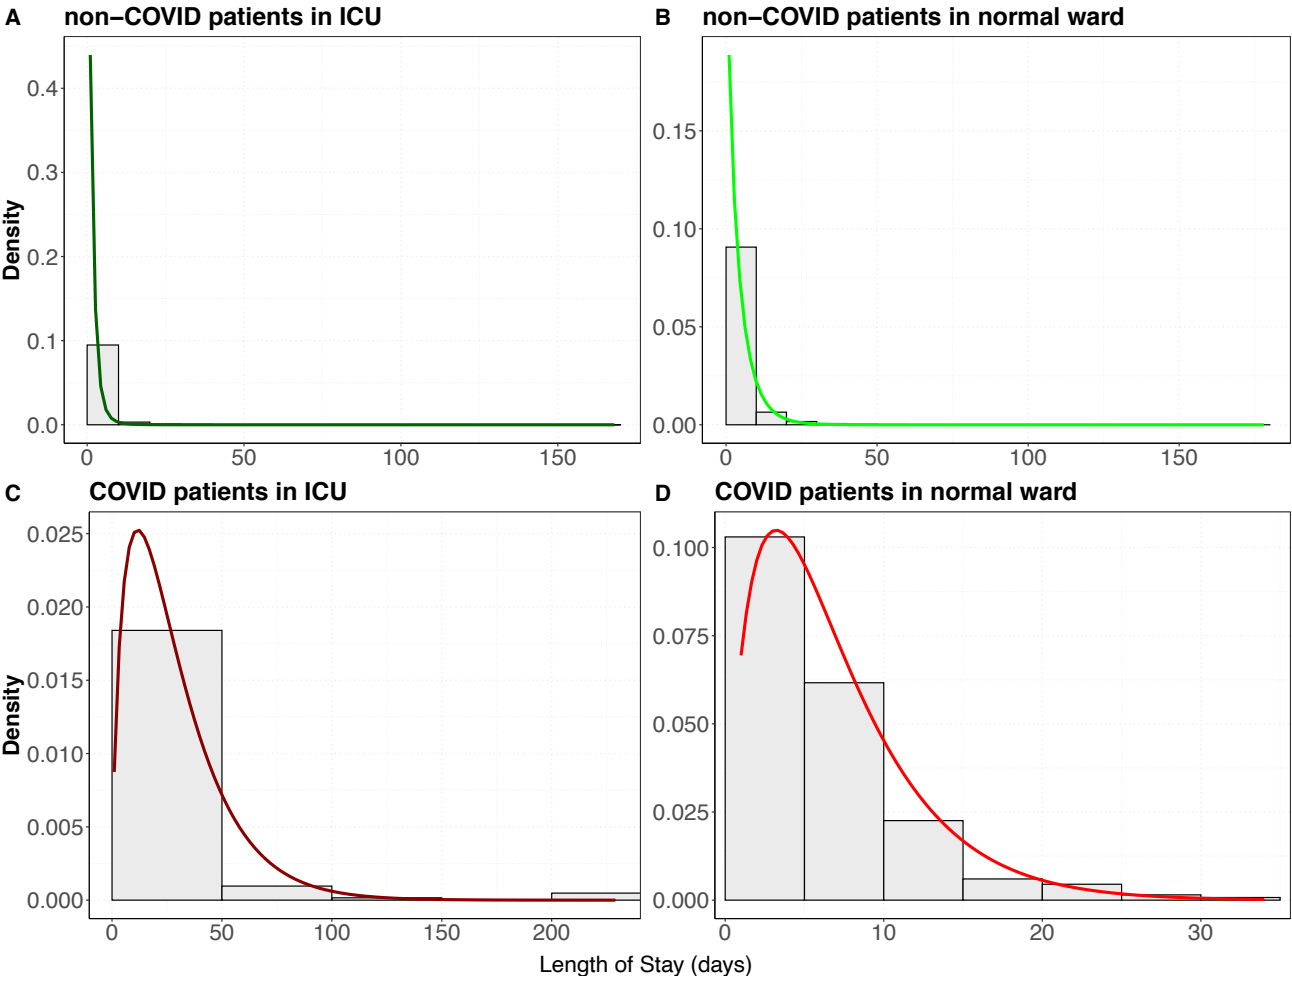 A non−COVID patients in ICU
Density
0.4
0.3
0.2
0.1
0.0
0 50 100 150
B non−COVID patients in normal ward
0.15
0.10
0.05
0.00
0 50 100 150
C COVID patients in ICU
Density
0.025
0.020
0.015
0.010
0.005
0.000
0 50 100 150 200
D COVID patients in normal ward
0.100
0.075
0.050
0.025
0.000
0 10 20 30
Length of Stay (days)